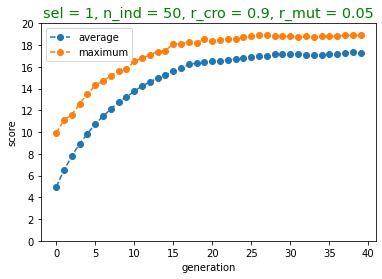 sel = 1, n_ind = 50, r_cro = 0.9, r_mut = 0.05
average
maximum
score
20
18
16
14
12
10
8
6
4
2
0
0 5 10 15 20 25 30 35 40
generation